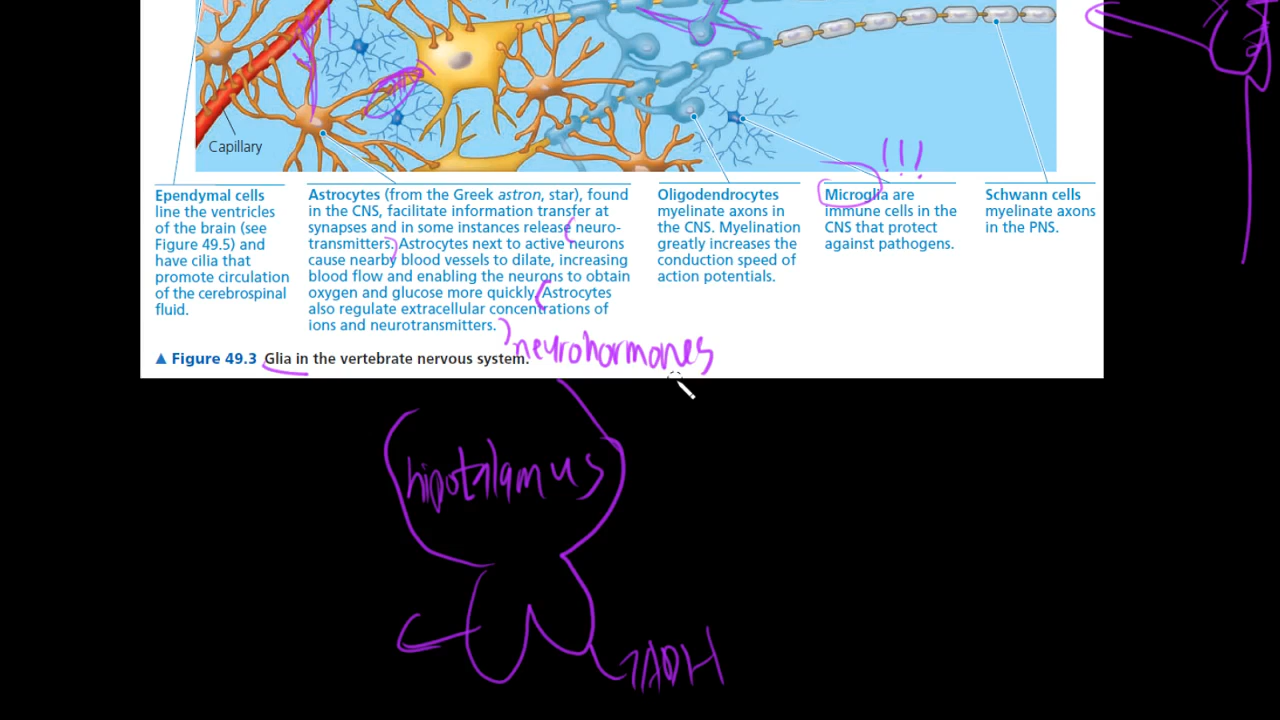 Capillary
!!!
Ependymal cells
line the ventricles
of the brain (see
Figure 49.5) and
have cilia that
promote circulation
of the cerebrospinal
fluid.
Astrocytes (from the Greek astron, star), found
in the CNS, facilitate information transfer at
synapses and in some instances release neuro-
transmitters. Astrocytes next to active neurons
cause nearby blood vessels to dilate, increasing
blood flow and enabling the neurons to obtain
oxygen and glucose more quickly. Astrocytes
also regulate extracellular concentrations of
ions and neurotransmitters.
Oligodendrocytes
myelinate axons in
the CNS. Myelination
greatly increases the
conduction speed of
action potentials.
Microglia are
immune cells in the
CNS that protect
against pathogens.
Schwann cells
myelinate axons
in the PNS.
▲ Figure 49.3 Glia in the vertebrate nervous system.
neurohormones
hipotalamus
ADH